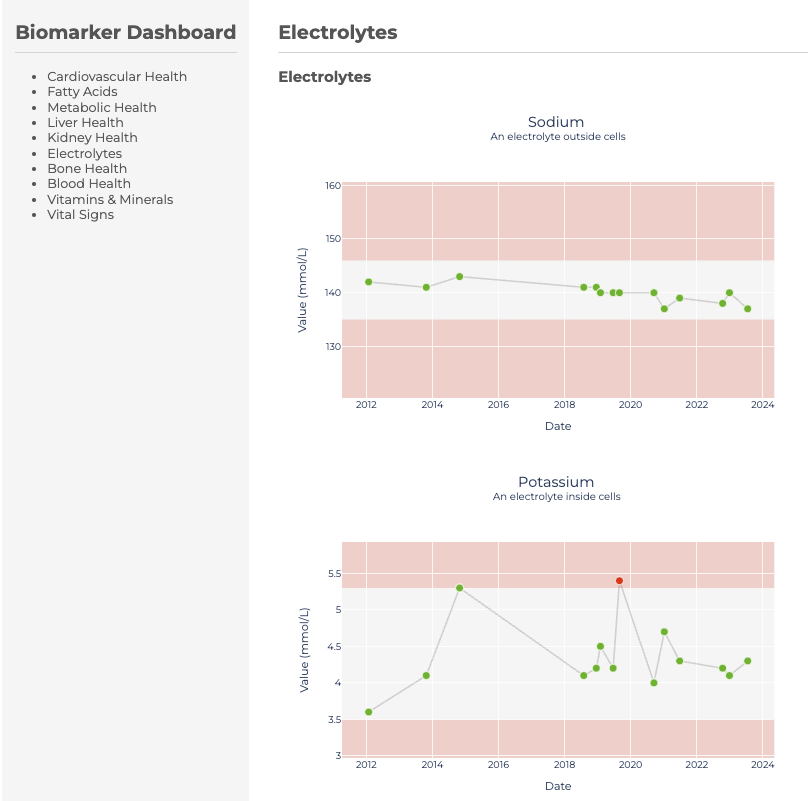 Biomarker Dashboard
Cardiovascular Health
Fatty Acids
Metabolic Health
Liver Health
Kidney Health
Electrolytes
Bone Health
Blood Health
Vitamins & Minerals
Vital Signs
Electrolytes
Electrolytes
Sodium
An electrolyte outside cells
Value (mmol/L)
160
150
140
130
2012 2014 2016 2018 2020 2022 2024
Date
Potassium
An electrolyte inside cells
Value (mmol/L)
5.5
5
4.5
4
3.5
3
2012 2014 2016 2018 2020 2022 2024
Date